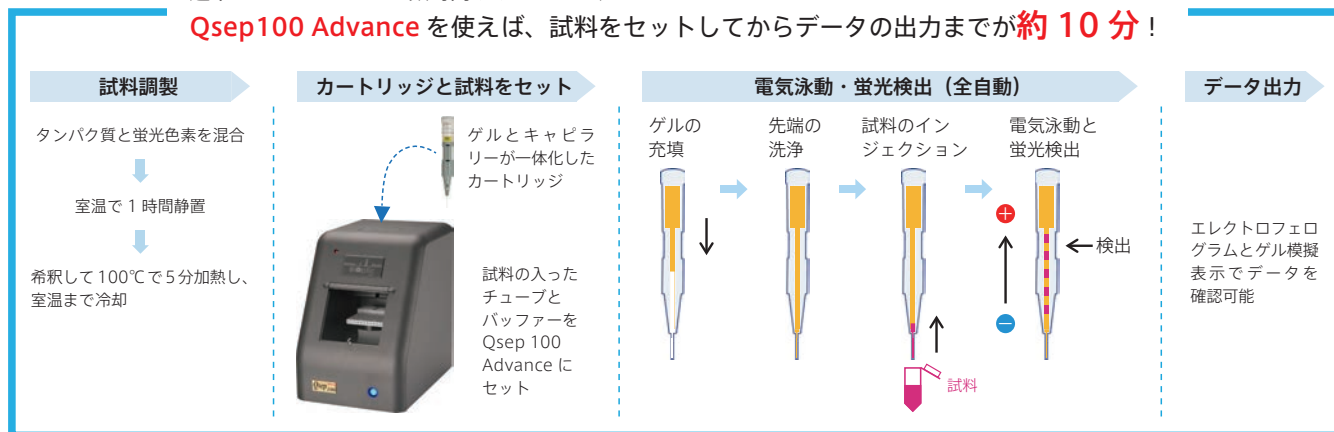 Qsep100 Advance を使えば、試料をセットしてからデータの出力までが約 10 分！
試料調製
タンパク質と蛍光色素を混合
室温で 1 時間静置
希釈して100℃で5分加熱し、
室温まで冷却
カートリッジと試料をセット
ゲルとキャピラ
リーが一体化した
カートリッジ
試料の入った
チューブと
バッファーを
Qsep 100
Advance に
セット
電気泳動・蛍光検出（全自動）
ゲルの
充填
先端の
洗浄
試料のイン
ジェクション
電気泳動と
蛍光検出
+
−
検出
試料
データ出力
エレクトロフェロ
グラムとゲル模擬
表示でデータを
確認可能